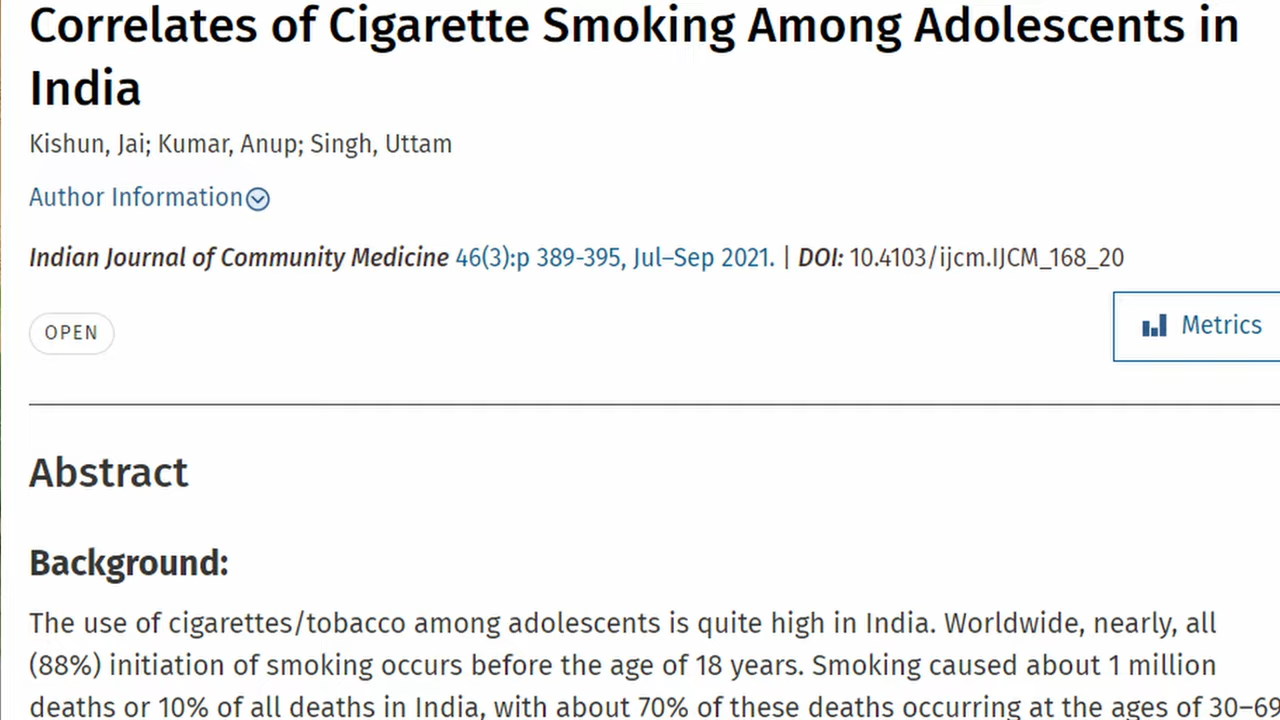 Correlates of Cigarette Smoking Among Adolescents in
India
Kishun, Jai; Kumar, Anup; Singh, Uttam
Author Information
Indian Journal of Community Medicine 46(3):p 389-395, Jul–Sep 2021. | DOI: 10.4103/ijcm.IJCM_168_20
OPEN
Metrics
Abstract
Background:
The use of cigarettes/tobacco among adolescents is quite high in India. Worldwide, nearly, all
(88%) initiation of smoking occurs before the age of 18 years. Smoking caused about 1 million
deaths or 10% of all deaths in India, with about 70% of these deaths occurring at the ages of 30–69